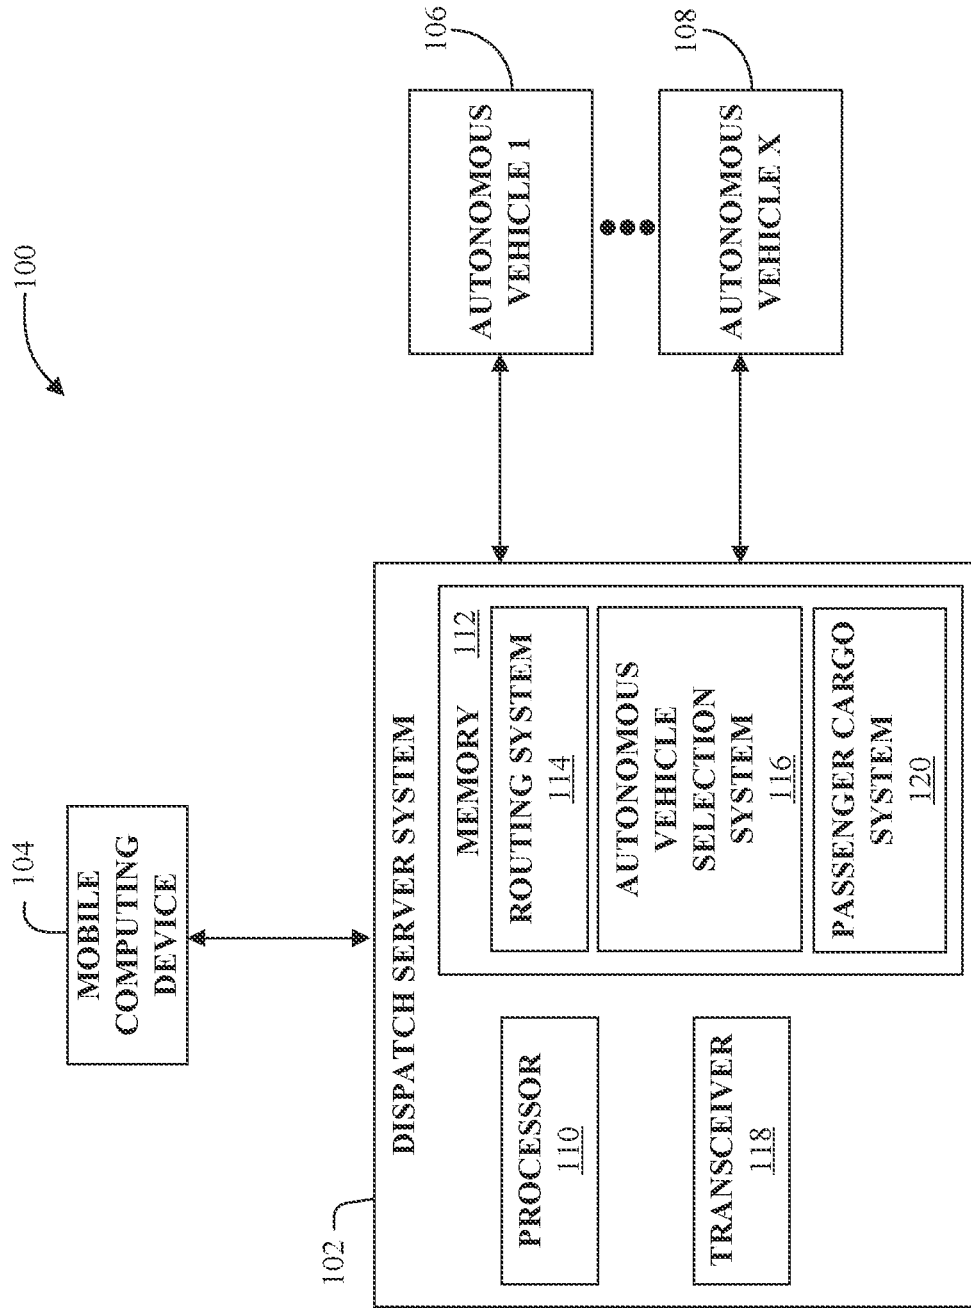 100
104
MOBILE
COMPUTING
DEVICE
102
DISPATCH SERVER SYSTEM
PROCESSOR
110
TRANSCEIVER
118
MEMORY
112
ROUTING SYSTEM
114
AUTONOMOUS
VEHICLE
SELECTION
SYSTEM
116
PASSENGER CARGO
SYSTEM
120
106
AUTONOMOUS
VEHICLE 1
108
AUTONOMOUS
VEHICLE X